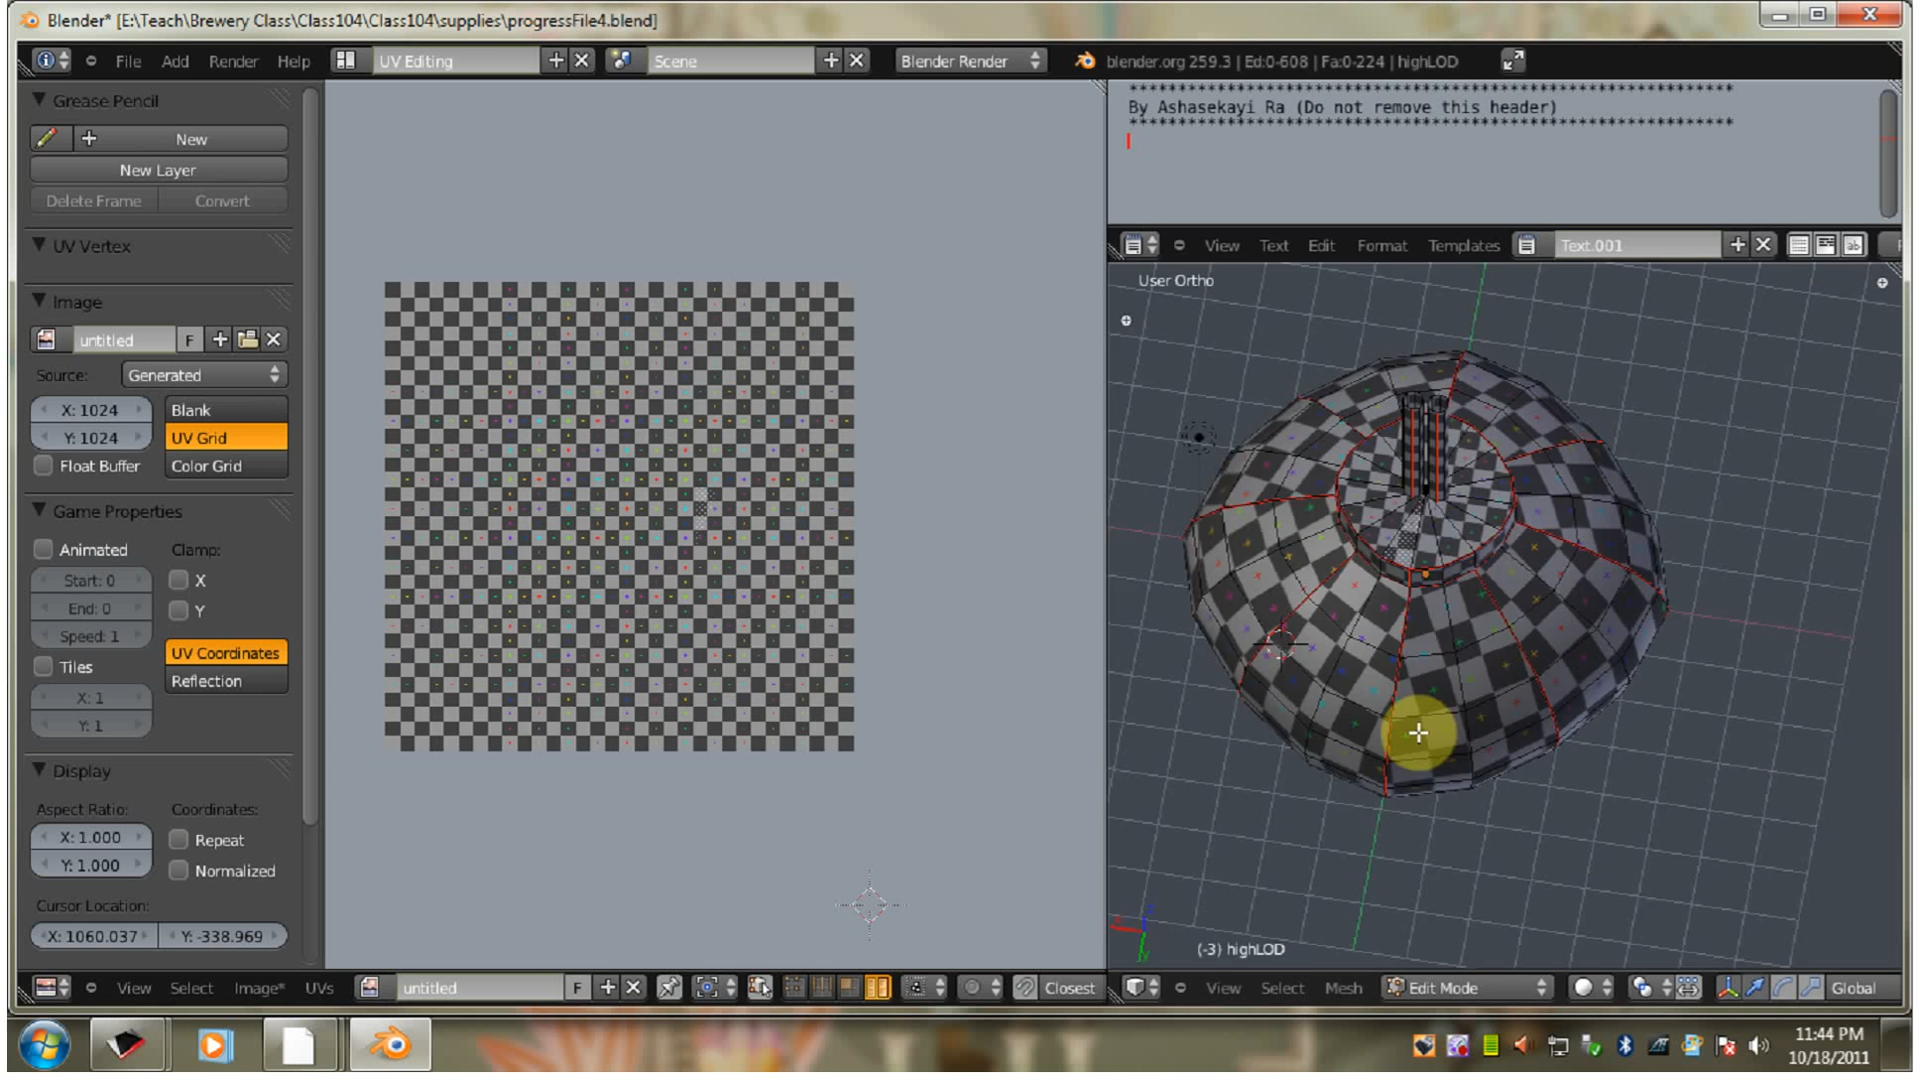 Blender* [E:\Teach\Brewery Class\Class104\Class104\supplies\progressFile4.blend]
File Add Render Help UV Editing Scene Blender Render blender.org 259.3 | Ed:0-608 | Fa:0-224 | highLOD
Grease Pencil
New
New Layer
Delete Frame Convert
UV Vertex
Image
untitled F
Source: Generated
X: 1024 Blank
Y: 1024 UV Grid
Float Buffer Color Grid
Game Properties
Animated Clamp:
Start: 0 X
End: 0 Y
Speed: 1
UV Coordinates
Tiles
Reflection
X: 1
Y: 1
Display
Aspect Ratio: Coordinates:
X: 1.000 Repeat
Y: 1.000 Normalized
Cursor Location:
X: 1060.037 Y: -338.969
View Select Image* UVs untitled F Closest
****************************************************************
By Ashasekayi Ra (Do not remove this header)
****************************************************************
View Text Edit Format Templates Text.001
User Ortho
(-3) highLOD
View Select Mesh Edit Mode Global
11:44 PM
10/18/2011